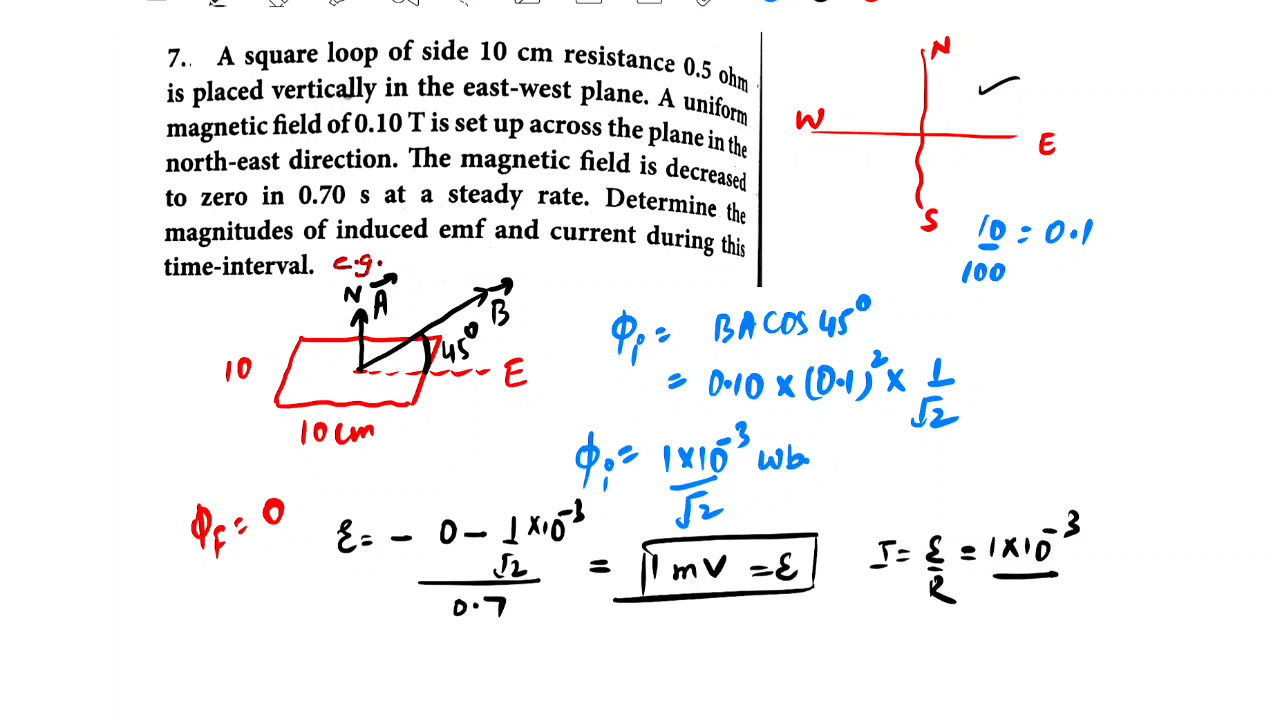 7.. A square loop of side 10 cm resistance 0.5 ohm
is placed vertically in the east-west plane. A uniform
magnetic field of 0.10 T is set up across the plane in the
north-east direction. The magnetic field is decreased
to zero in 0.70 s at a steady rate. Determine the
magnitudes of induced emf and current during this
time-interval. e.g.
N
W
E
S
10/100 = 0.1
N A⃗
B⃗
45°
E
10
10 cm
ϕi = BA cos 45°
= 0.10 × (0.1)² × 1/√2
ϕi = 1×10⁻³/√2 wb
ϕF = 0
ε = - 0 - 1/√2 ×10⁻³ / 0.7 = 1 mV = ε
I = ε/R = 1×10⁻³